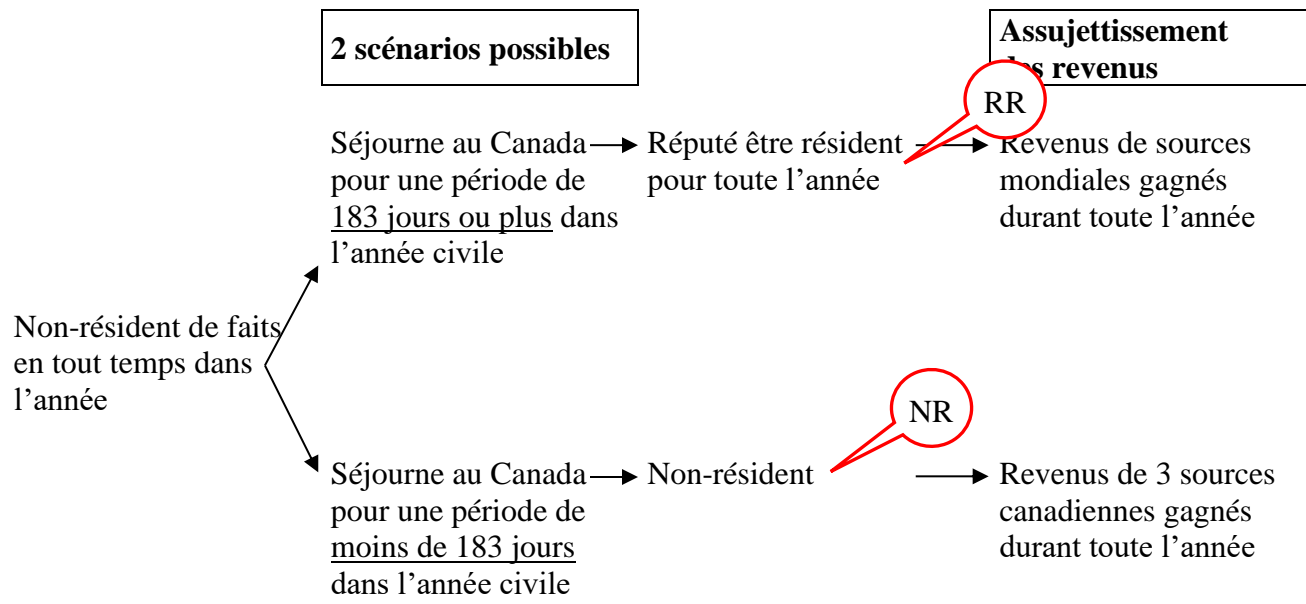 2 scénarios possibles
Assujettissement
des revenus
RR
Séjourne au Canada
pour une période de
183 jours ou plus dans
l'année civile
Réputé être résident
pour toute l'année
Revenus de sources
mondiales gagnés
durant toute l'année
Non-résident de faits
en tout temps dans
l'année
NR
Séjourne au Canada
pour une période de
moins de 183 jours
dans l'année civile
Non-résident
Revenus de 3 sources
canadiennes gagnés
durant toute l'année